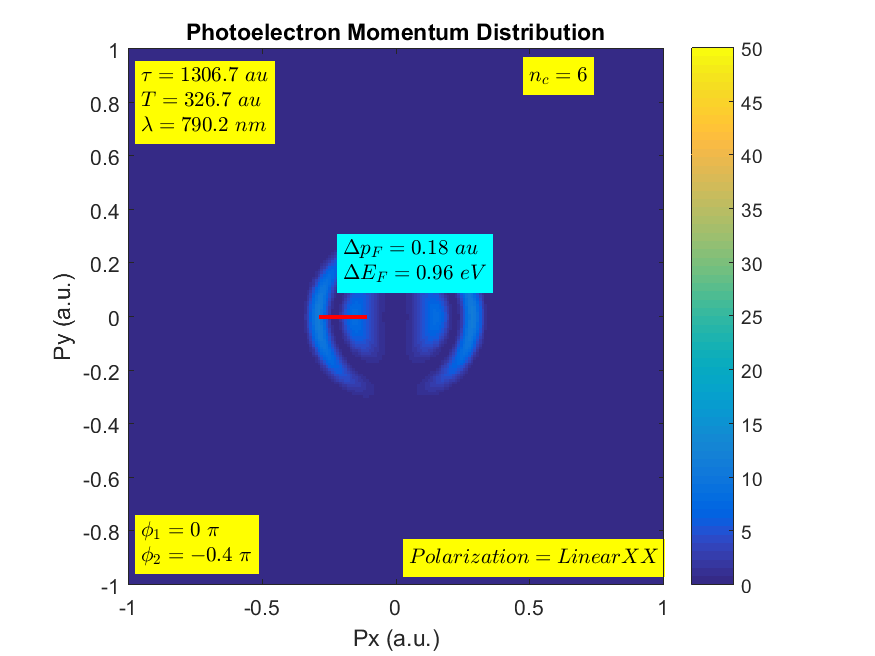 Photoelectron Momentum Distribution
τ = 1306.7 au
T = 326.7 au
λ = 790.2 nm
n_c = 6
Δp_F = 0.18 au
ΔE_F = 0.96 eV
ϕ_1 = 0 π
ϕ_2 = −0.4 π
Polarization = LinearXX
Py (a.u.)
1
0.8
0.6
0.4
0.2
0
-0.2
-0.4
-0.6
-0.8
-1
-1
-0.5
0
0.5
1
Px (a.u.)
50
45
40
35
30
25
20
15
10
5
0